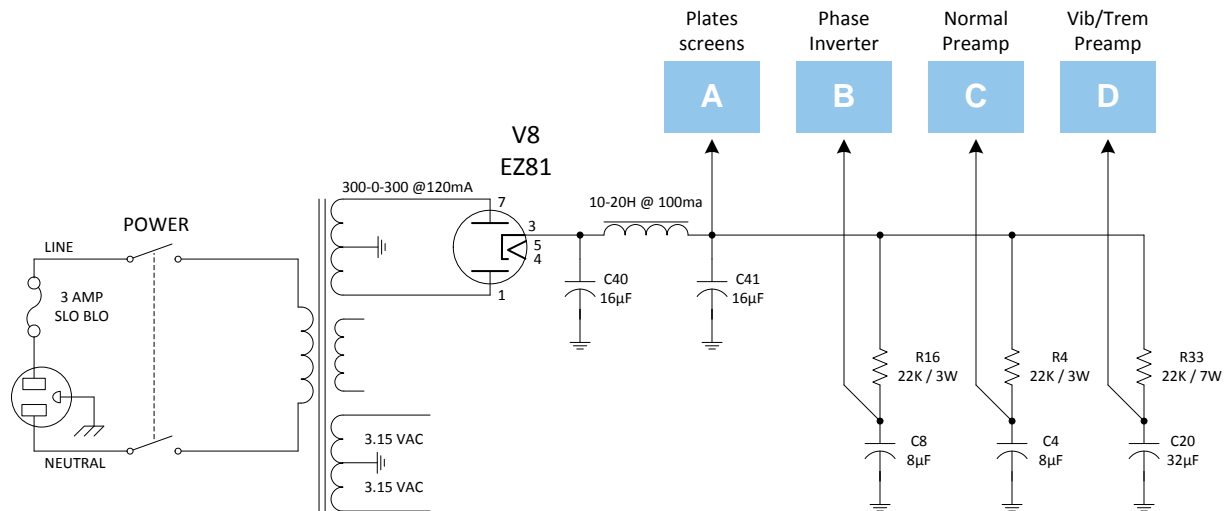 Plates
screens
Phase
Inverter
Normal
Preamp
Vib/Trem
Preamp
A
B
C
D
V8
EZ81
300-0-300 @120mA
7
3
5
4
1
10-20H @ 100ma
POWER
LINE
3 AMP
SLO BLO
NEUTRAL
C40
16µF
C41
16µF
R16
22K / 3W
R4
22K / 3W
R33
22K / 7W
C8
8µF
C4
8µF
C20
32µF
3.15 VAC
3.15 VAC